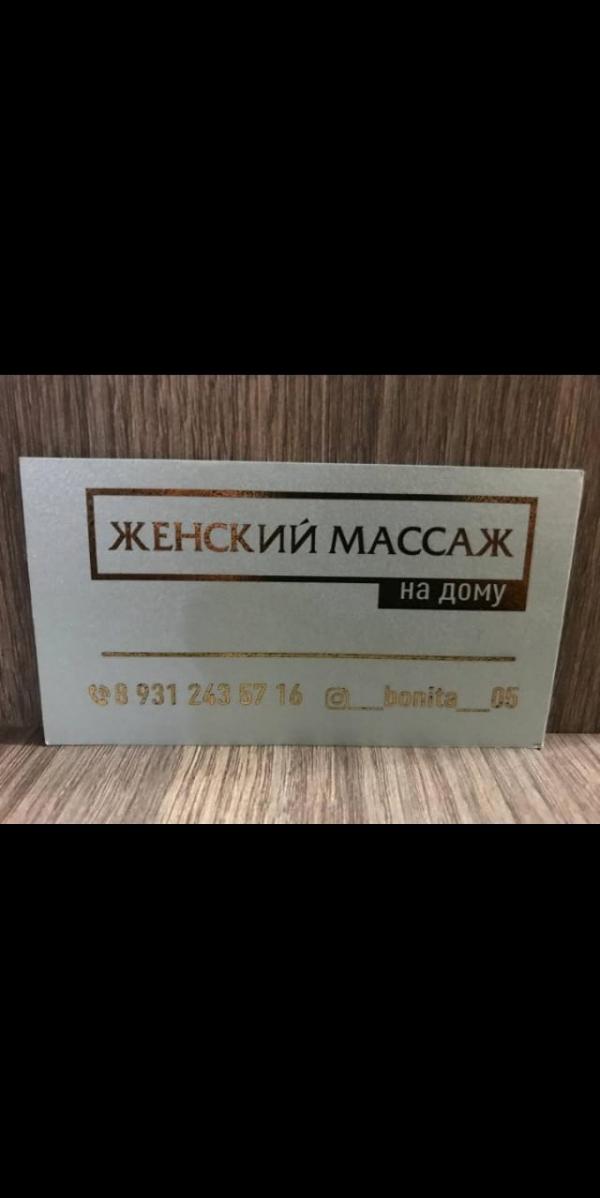 ЖЕНСКИЙ МАССАЖ
на дому
8 931 243 57 16 __bonita__05